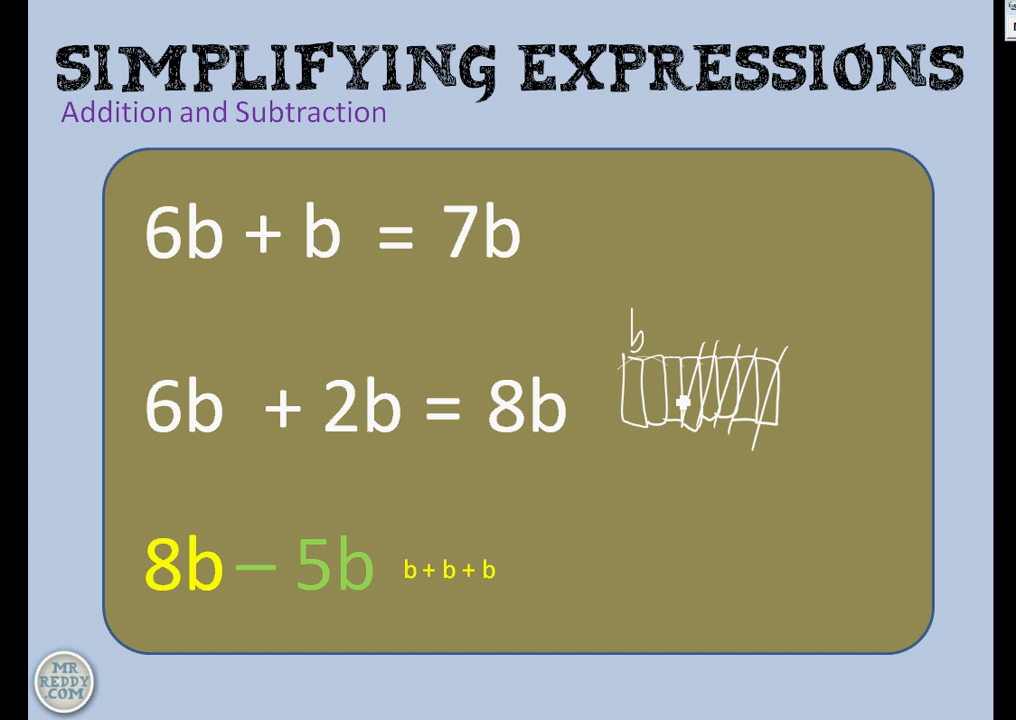 SIMPLIFYING EXPRESSIONS
Addition and Subtraction
6b + b = 7b
b
6b + 2b = 8b
8b – 5b b + b + b
MR
REDDY
.COM